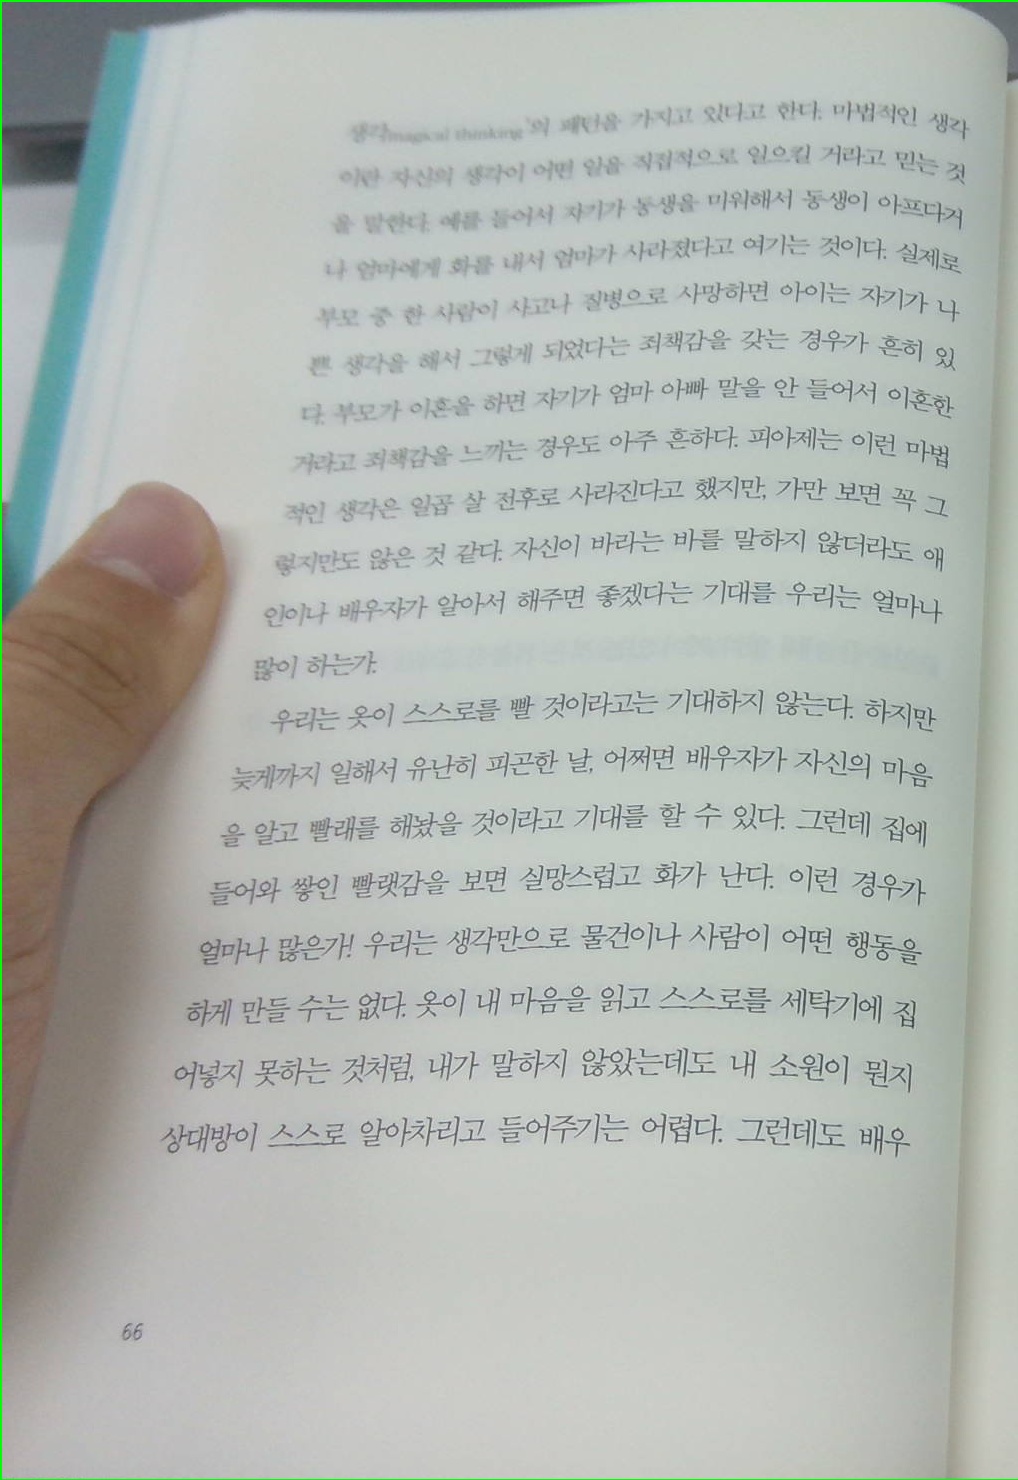 생각magical thinking'의 패턴을 가지고 있다고 한다. 마법적인 생각
이란 자신의 생각이 어떤 일을 직접적으로 일으킬 거라고 믿는 것
을 말한다. 예를 들어서 자기가 동생을 미워해서 동생이 아프다거
나 엄마에게 화를 내서 엄마가 사라졌다고 여기는 것이다. 실제로
부모 중 한 사람이 사고나 질병으로 사망하면 아이는 자기가 나
쁜 생각을 해서 그렇게 되었다는 죄책감을 갖는 경우가 흔히 있
다. 부모가 이혼을 하면 자기가 엄마 아빠 말을 안 들어서 이혼한
거라고 죄책감을 느끼는 경우도 아주 흔하다. 피아제는 이런 마법
적인 생각은 일곱 살 전후로 사라진다고 했지만, 가만 보면 꼭 그
렇지만도 않은 것 같다. 자신이 바라는 바를 말하지 않더라도 애
인이나 배우자가 알아서 해주면 좋겠다는 기대를 우리는 얼마나
많이 하는가.
우리는 옷이 스스로를 빨 것이라고는 기대하지 않는다. 하지만
늦게까지 일해서 유난히 피곤한 날, 어쩌면 배우자가 자신의 마음
을 알고 빨래를 해놨을 것이라고 기대를 할 수 있다. 그런데 집에
들어와 쌓인 빨랫감을 보면 실망스럽고 화가 난다. 이런 경우가
얼마나 많은가! 우리는 생각만으로 물건이나 사람이 어떤 행동을
하게 만들 수는 없다. 옷이 내 마음을 읽고 스스로를 세탁기에 집
어넣지 못하는 것처럼, 내가 말하지 않았는데도 내 소원이 뭔지
상대방이 스스로 알아차리고 들어주기는 어렵다. 그런데도 배우
66